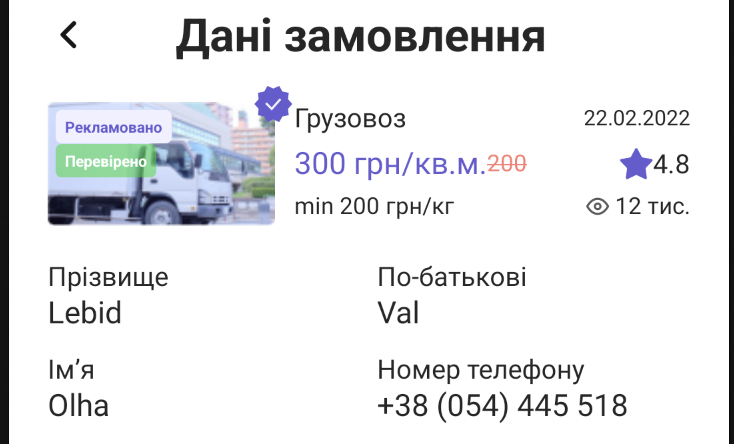 Дані замовлення
Рекламовано
Перевірено
Грузовоз
22.02.2022
300 грн/кв.м.200
4.8
min 200 грн/кг
12 тис.
Прізвище
По-батькові
Lebid
Val
Ім’я
Номер телефону
Olha
+38 (054) 445 518